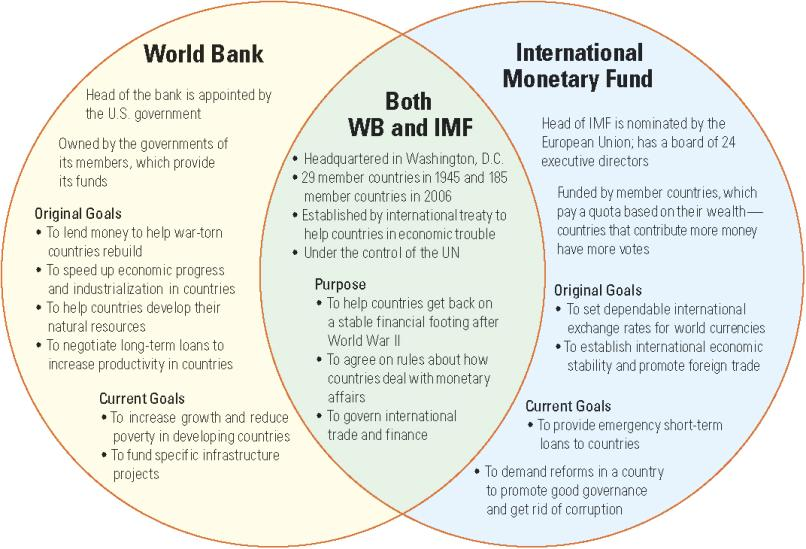 World Bank
Head of the bank is appointed by
the U.S. government
Owned by the governments of
its members, which provide
its funds
Original Goals
• To lend money to help war-torn
countries rebuild
• To speed up economic progress
and industrialization in countries
• To help countries develop their
natural resources
• To negotiate long-term loans to
increase productivity in countries
Current Goals
• To increase growth and reduce
poverty in developing countries
• To fund specific infrastructure
projects
Both
WB and IMF
• Headquartered in Washington, D.C.
• 29 member countries in 1945 and 185
member countries in 2006
• Established by international treaty to
help countries in economic trouble
• Under the control of the UN
Purpose
• To help countries get back on
a stable financial footing after
World War II
• To agree on rules about how
countries deal with monetary
affairs
• To govern international
trade and finance
International
Monetary Fund
Head of IMF is nominated by the
European Union; has a board of 24
executive directors
Funded by member countries, which
pay a quota based on their wealth—
countries that contribute more money
have more votes
Original Goals
• To set dependable international
exchange rates for world currencies
• To establish international economic
stability and promote foreign trade
Current Goals
• To provide emergency short-term
loans to countries
• To demand reforms in a country
to promote good governance
and get rid of corruption